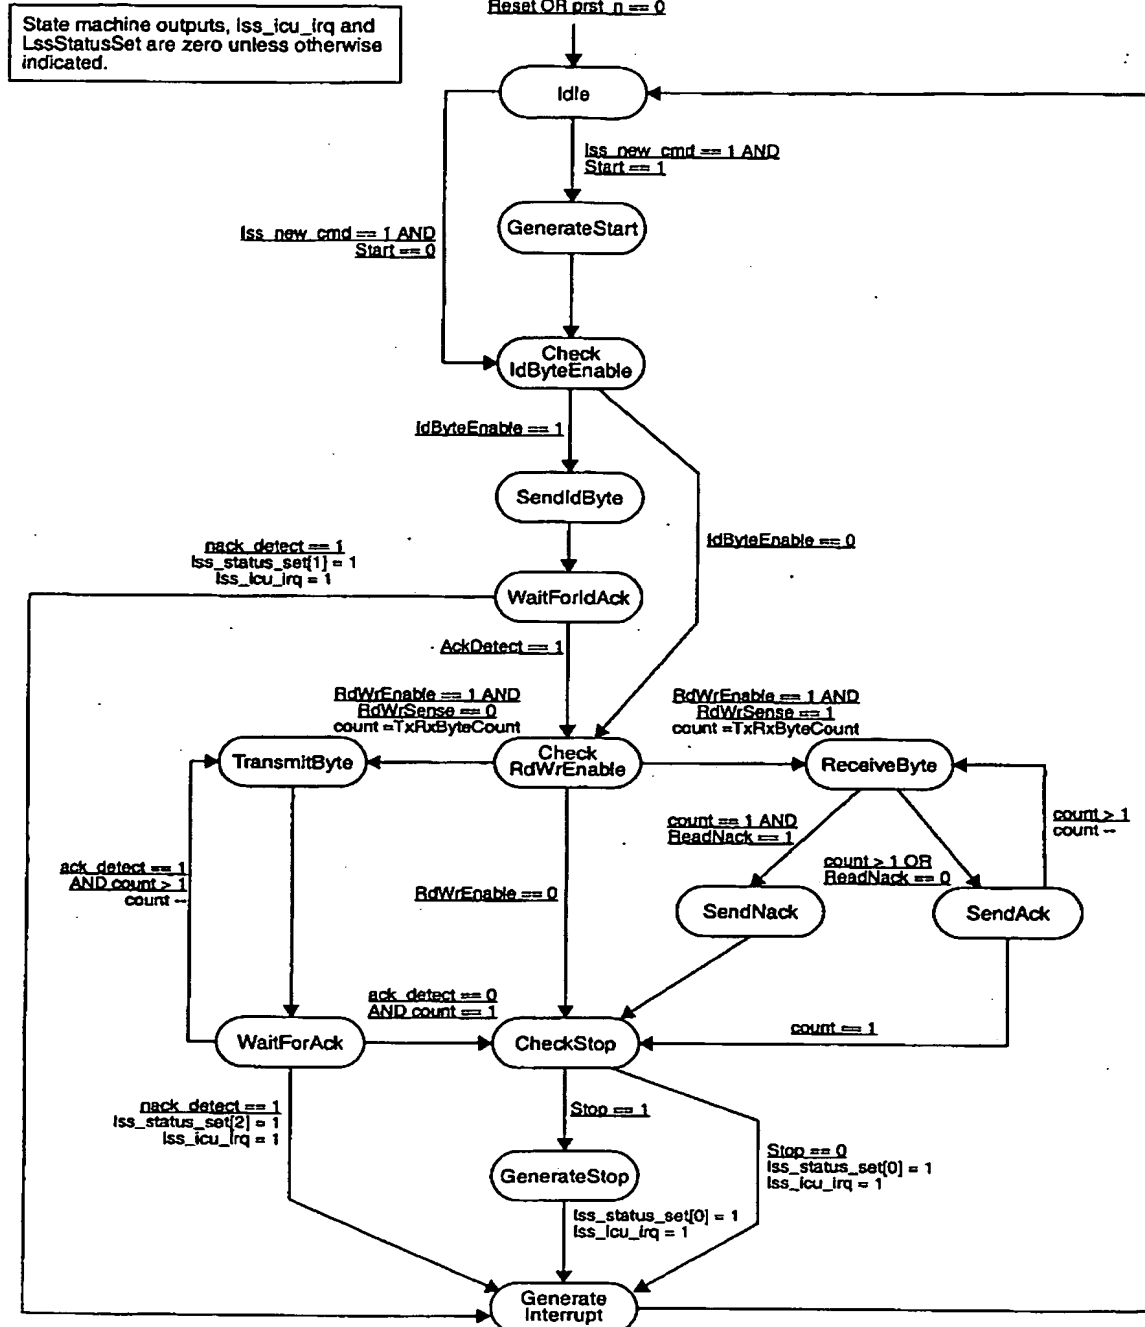 Reset OR prst_n == 0
State machine outputs, lss_icu_irq and
LssStatusSet are zero unless otherwise
indicated.
Idle
lss_new_cmd == 1 AND
Start == 1
GenerateStart
lss_new_cmd == 1 AND
Start == 0
Check
IdByteEnable
IdByteEnable == 1
SendIdByte
IdByteEnable == 0
nack_detect == 1
lss_status_set[1] = 1
lss_icu_irq = 1
WaitForIdAck
AckDetect == 1
RdWrEnable == 1 AND
RdWrSense == 0
count =TxRxByteCount
RdWrEnable == 1 AND
RdWrSense == 1
count =TxRxByteCount
TransmitByte
Check
RdWrEnable
ReceiveByte
count == 1 AND
ReadNack == 1
count > 1
count --
count > 1 OR
ReadNack == 0
ack_detect == 1
AND count > 1
count --
RdWrEnable == 0
SendNack
SendAck
ack_detect == 0
AND count == 1
count == 1
WaitForAck
CheckStop
nack_detect == 1
lss_status_set[2] = 1
lss_icu_irq = 1
Stop == 1
Stop == 0
lss_status_set[0] = 1
lss_icu_irq = 1
GenerateStop
lss_status_set[0] = 1
lss_icu_irq = 1
Generate
Interrupt